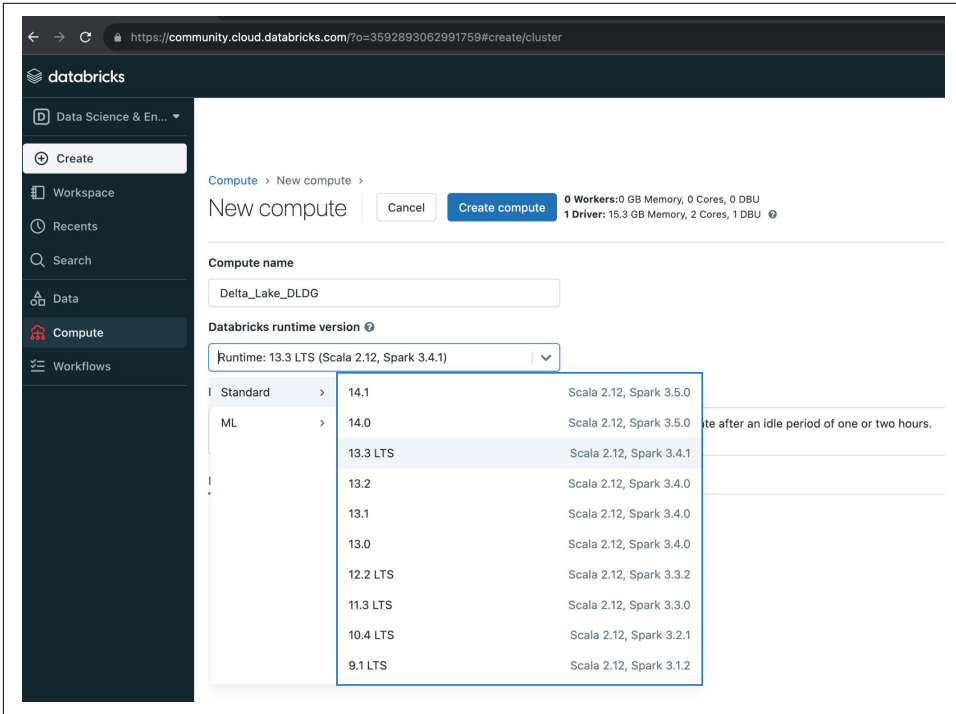 https://community.cloud.databricks.com/?o=3592893062991759#create/cluster
databricks
D Data Science & En...
Create
Workspace
Recents
Search
Data
Compute
Workflows
Compute > New compute >
New compute
Cancel
Create compute
0 Workers:0 GB Memory, 0 Cores, 0 DBU
1 Driver: 15.3 GB Memory, 2 Cores, 1 DBU ?
Compute name
Delta_Lake_DLDG
Databricks runtime version ?
Runtime: 13.3 LTS (Scala 2.12, Spark 3.4.1)
Standard >
ML >
14.1 Scala 2.12, Spark 3.5.0
14.0 Scala 2.12, Spark 3.5.0
13.3 LTS Scala 2.12, Spark 3.4.1
13.2 Scala 2.12, Spark 3.4.0
13.1 Scala 2.12, Spark 3.4.0
13.0 Scala 2.12, Spark 3.4.0
12.2 LTS Scala 2.12, Spark 3.3.2
11.3 LTS Scala 2.12, Spark 3.3.0
10.4 LTS Scala 2.12, Spark 3.2.1
9.1 LTS Scala 2.12, Spark 3.1.2
after an idle period of one or two hours.